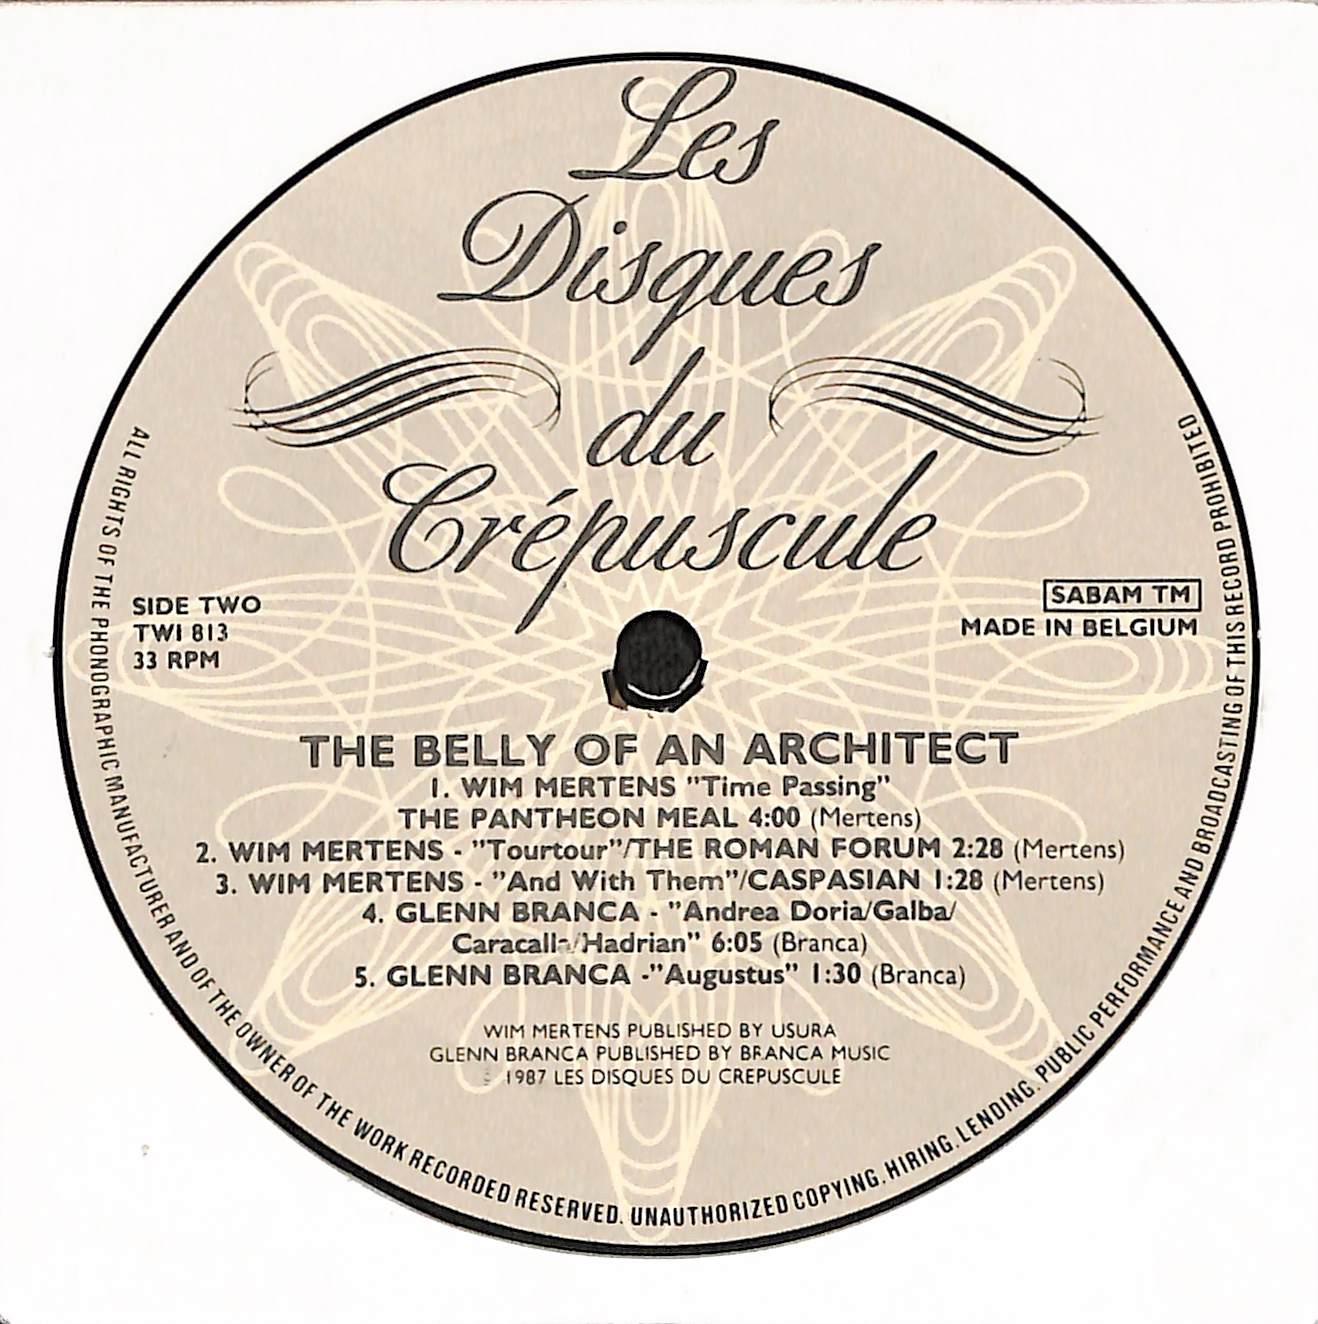 Les
Disques
du
Crépuscule
SIDE TWO
TWI 813
33 RPM
SABAM TM
MADE IN BELGIUM
THE BELLY OF AN ARCHITECT
1. WIM MERTENS "Time Passing"
THE PANTHEON MEAL 4:00 (Mertens)
2. WIM MERTENS - "Tourtour"/THE ROMAN FORUM 2:28 (Mertens)
3. WIM MERTENS - "And With Them"/CASPASIAN 1:28 (Mertens)
4. GLENN BRANCA - "Andrea Doria/Galba/
Caracalla/Hadrian" 6:05 (Branca)
5. GLENN BRANCA -"Augustus" 1:30 (Branca)
WIM MERTENS PUBLISHED BY USURA
GLENN BRANCA PUBLISHED BY BRANCA MUSIC
1987 LES DISQUES DU CREPUSCULE
ALL RIGHTS OF THE PHONOGRAPHIC MANUFACTURER AND OF THE OWNER OF THE WORK RECORDED RESERVED. UNAUTHORIZED COPYING. HIRING. LENDING. PUBLIC PERFORMANCE AND BROADCASTING OF THIS RECORD PROHIBITED